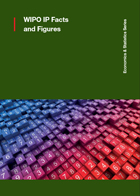 WIPO IP Facts
and Figures
Economics & Statistics Series